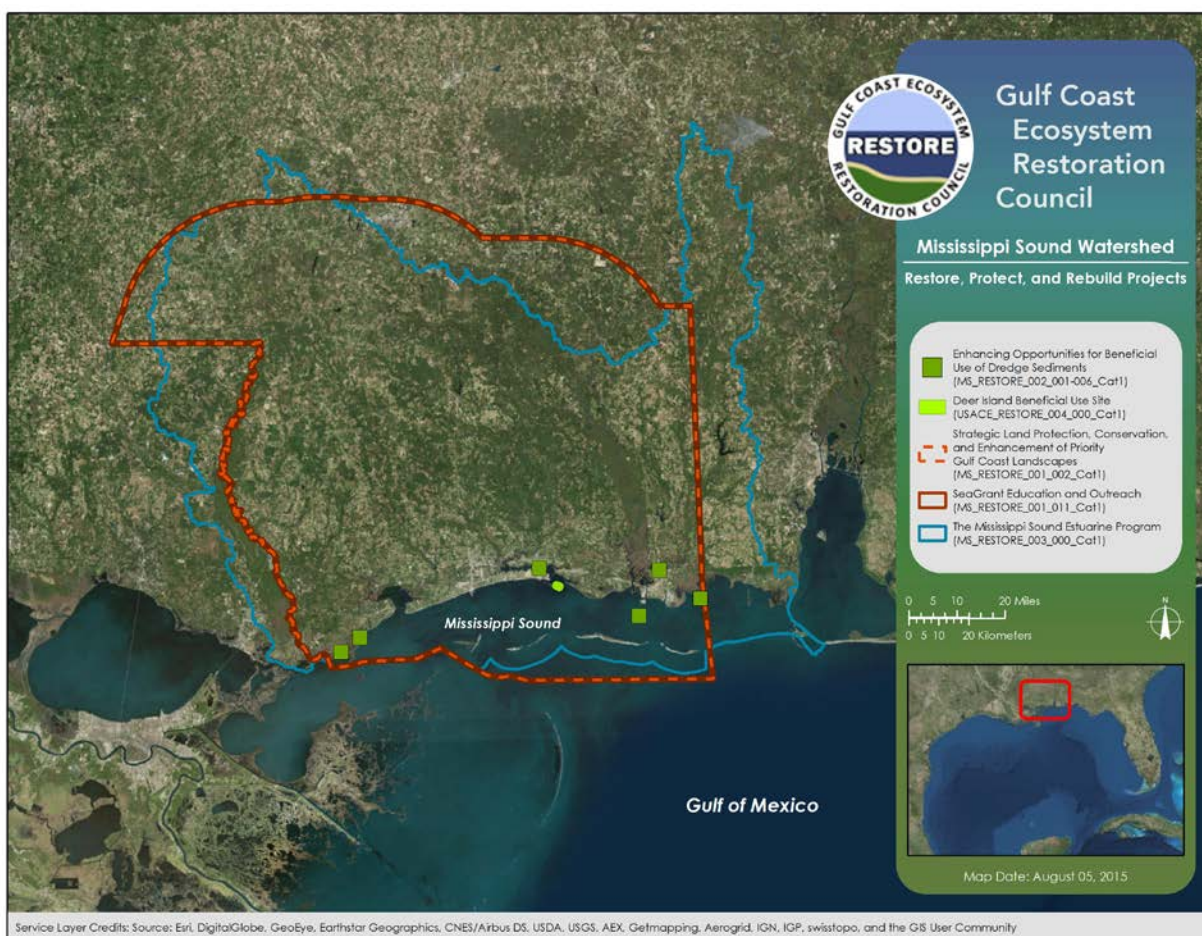 GULF COAST ECOSYSTEM
RESTORE
RESTORATION COUNCIL
Gulf Coast
Ecosystem
Restoration
Council
Mississippi Sound Watershed
Restore, Protect, and Rebuild Projects
Enhancing Opportunities for Beneficial
Use of Dredge Sediments
(MS_RESTORE_002_001-006_Cat1)
Deer Island Beneficial Use Site
(USACE_RESTORE_004_000_Cat1)
Strategic Land Protection, Conservation,
and Enhancement of Priority
Gulf Coast Landscapes
(MS_RESTORE_001_002_Cat1)
SeaGrant Education and Outreach
(MS_RESTORE_001_011_Cat1)
The Mississippi Sound Estuarine Program
(MS_RESTORE_003_000_Cat1)
0 5 10 20 Miles
0 5 10 20 Kilometers
N
Mississippi Sound
Gulf of Mexico
Map Date: August 05, 2015
Service Layer Credits: Source: Esri, DigitalGlobe, GeoEye, Earthstar Geographics, CNES/Airbus DS, USDA, USGS, AEX, Getmapping, Aerogrid, IGN, IGP, swisstopo, and the GIS User Community